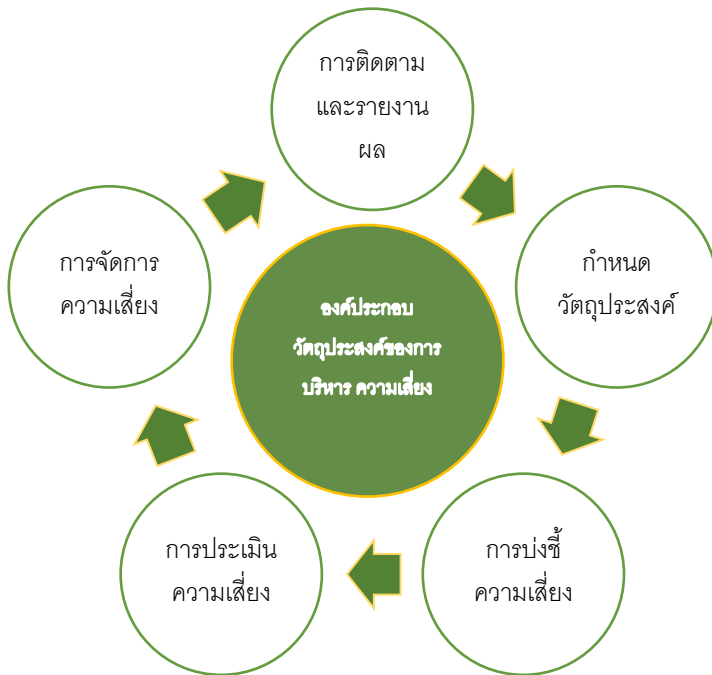 การติดตาม
และรายงาน
ผล
กำหนด
วัตถุประสงค์
การบ่งชี้
ความเสี่ยง
การประเมิน
ความเสี่ยง
การจัดการ
ความเสี่ยง
องค์ประกอบ
วัตถุประสงค์ของการ
บริหาร ความเสี่ยง